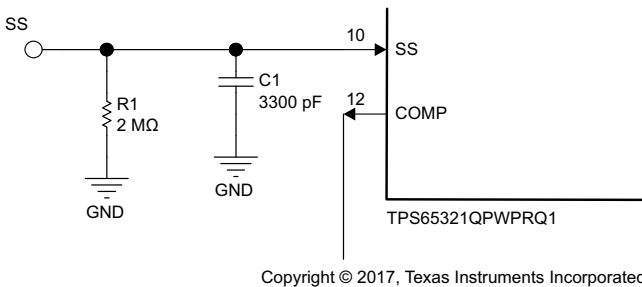 SS
10
SS
C1
3300 pF
12
R1
2 MΩ
COMP
GND
GND
TPS65321QPWPRQ1
Copyright © 2017, Texas Instruments Incorporated